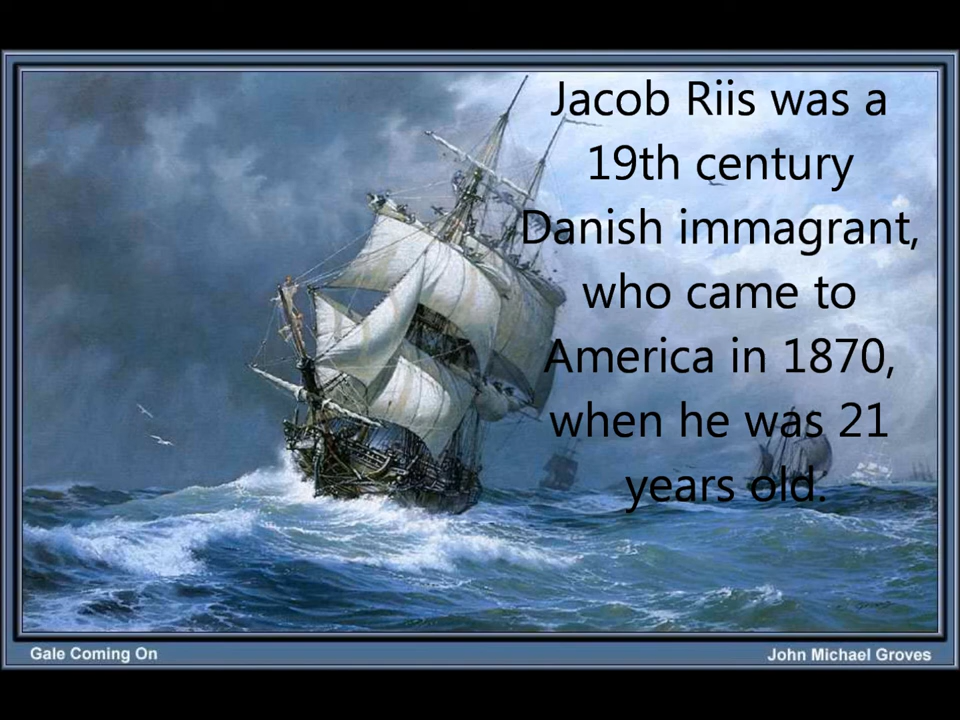 Jacob Riis was a
19th century
Danish immagrant,
who came to
America in 1870,
when he was 21
years old.
Gale Coming On
John Michael Groves